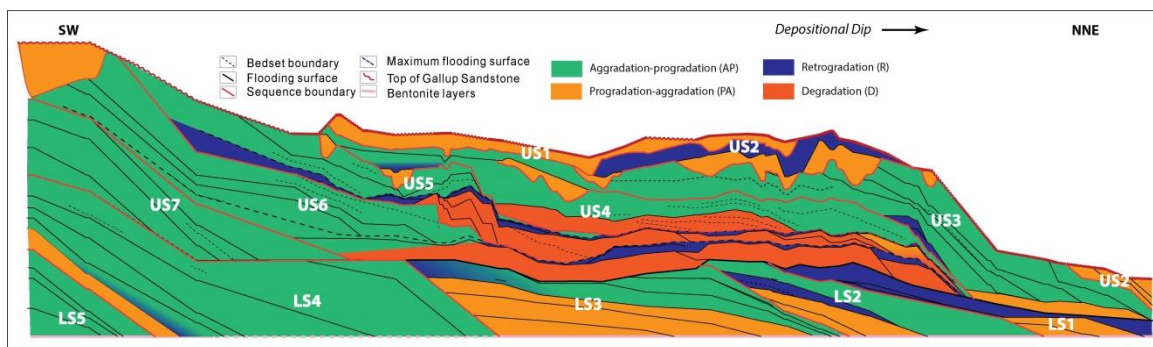 SW
Depositional Dip
NNE
Bedset boundary
Flooding surface
Sequence boundary
Maximum flooding surface
Top of Gallup Sandstone
Bentonite layers
Aggradation-progradation (AP)
Progradation-aggradation (PA)
Retrogradation (R)
Degradation (D)
US1
US2
US5
US4
US3
US7
US6
US2
LS5
LS4
LS3
LS2
LS1